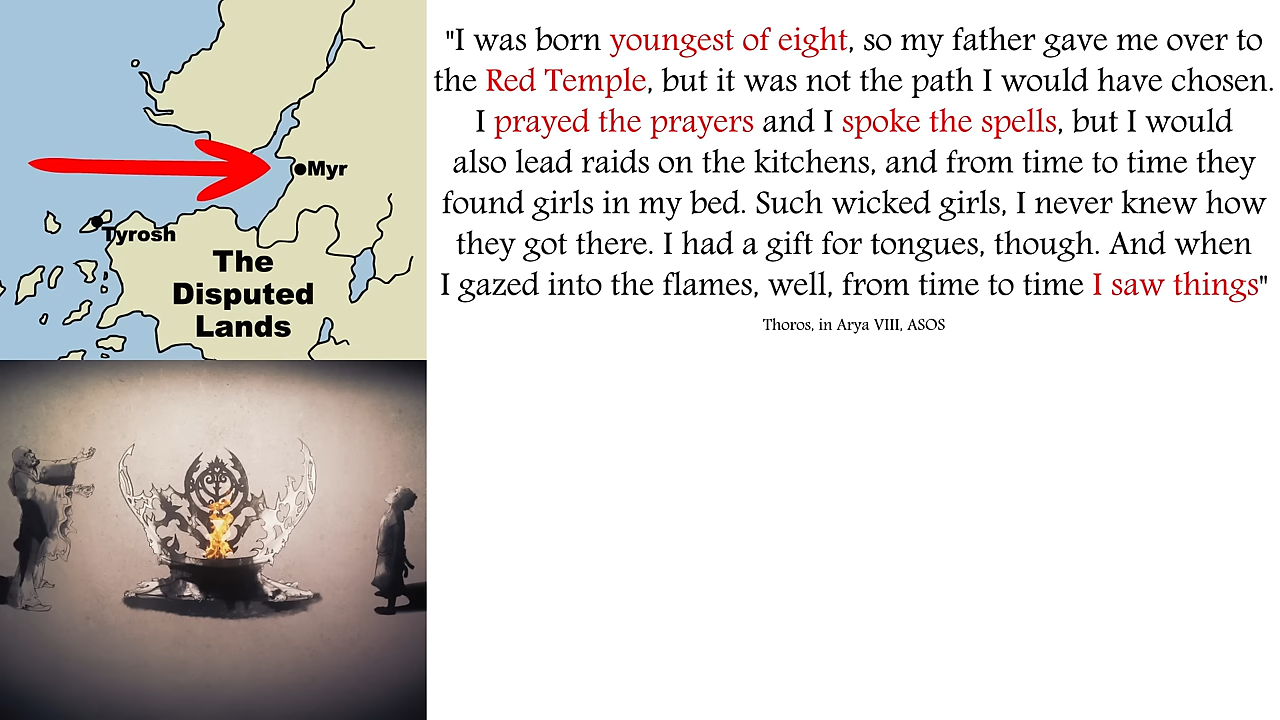 Myr
Tyrosh
The
Disputed
Lands
"I was born youngest of eight, so my father gave me over to
the Red Temple, but it was not the path I would have chosen.
I prayed the prayers and I spoke the spells, but I would
also lead raids on the kitchens, and from time to time they
found girls in my bed. Such wicked girls, I never knew how
they got there. I had a gift for tongues, though. And when
I gazed into the flames, well, from time to time I saw things"
Thoros, in Arya VIII, ASOS